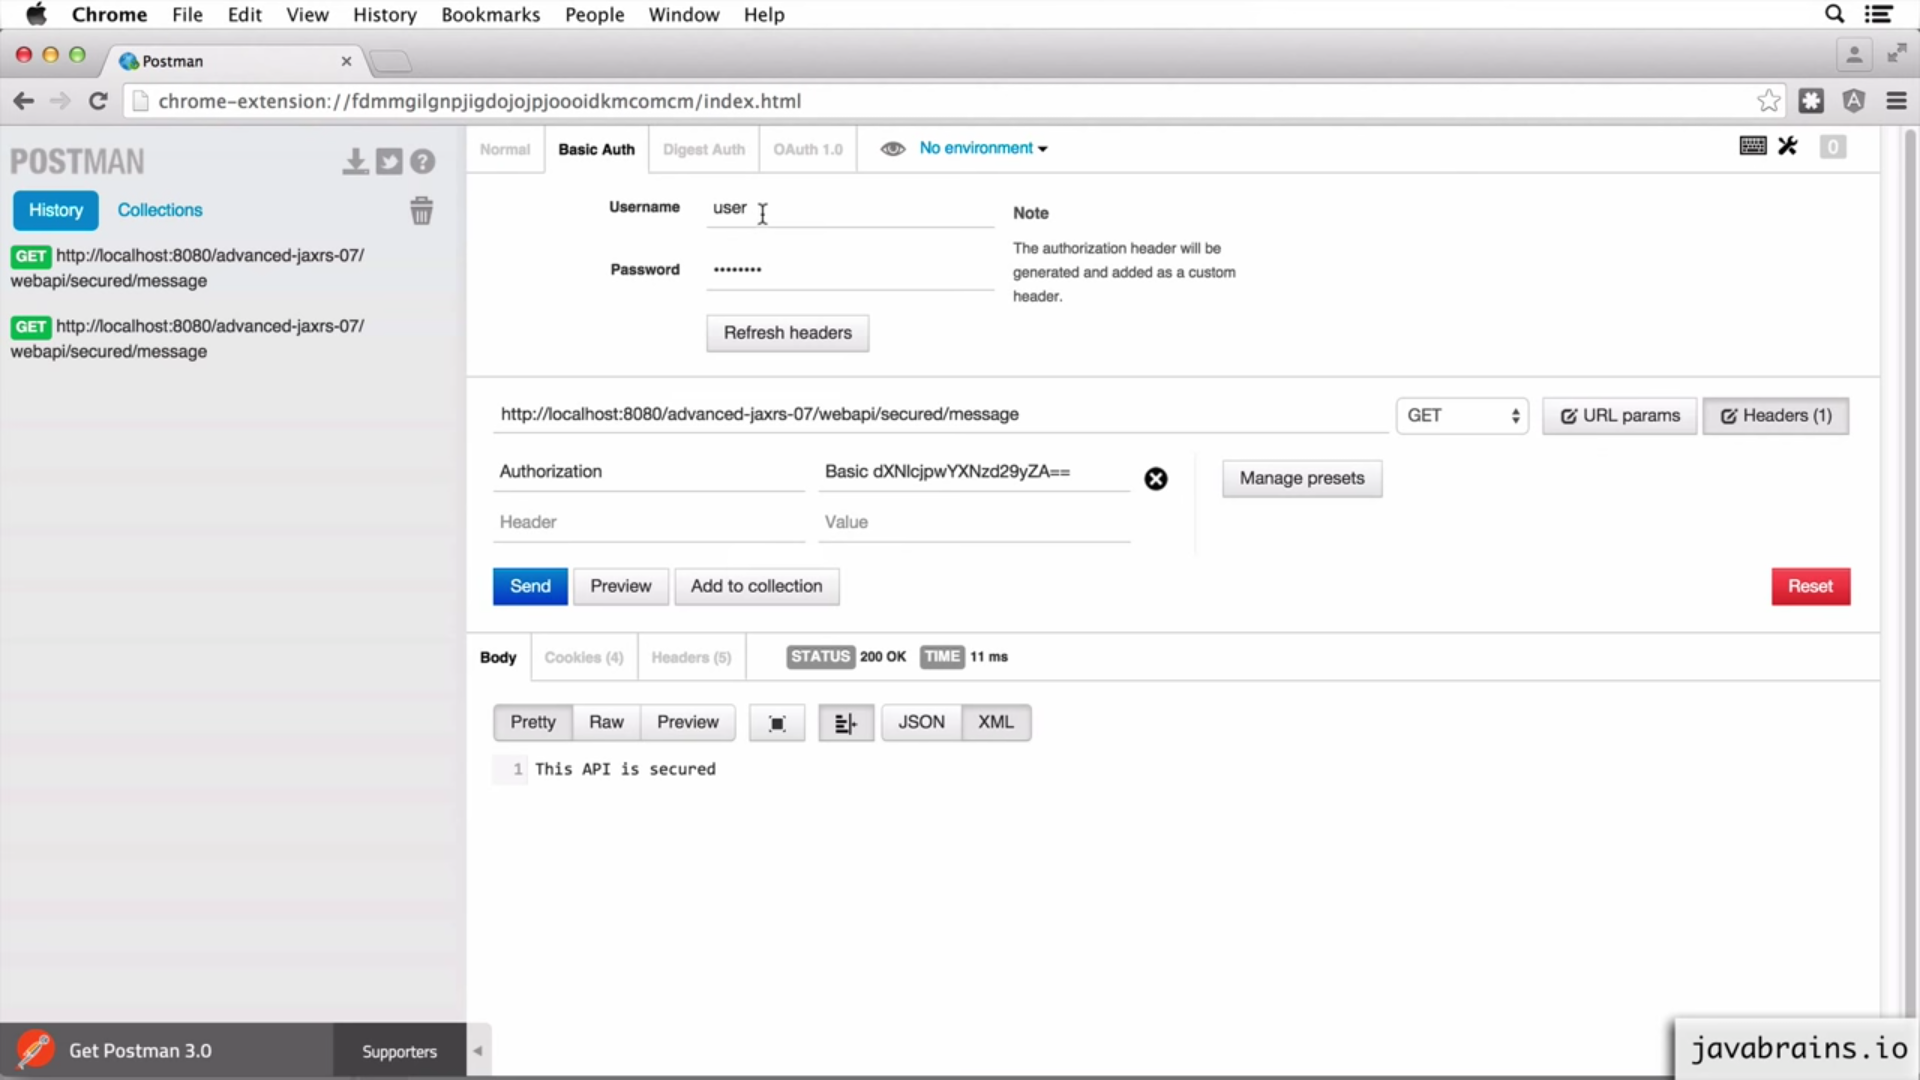 Chrome File Edit View History Bookmarks People Window Help
Postman
chrome-extension://fdmmgilgnpjigdojojpjoooidkmcomcm/index.html
POSTMAN
History Collections
GET http://localhost:8080/advanced-jaxrs-07/
webapi/secured/message
GET http://localhost:8080/advanced-jaxrs-07/
webapi/secured/message
Normal Basic Auth Digest Auth OAuth 1.0 No environment 0
Username user
Password ••••••••
Refresh headers
Note
The authorization header will be
generated and added as a custom
header.
http://localhost:8080/advanced-jaxrs-07/webapi/secured/message GET URL params Headers (1)
Authorization Basic dXNlcjpwYXNzd29yZA== Manage presets
Header Value
Send Preview Add to collection Reset
Body Cookies (4) Headers (5) STATUS 200 OK TIME 11 ms
Pretty Raw Preview JSON XML
1 This API is secured
Get Postman 3.0 Supporters
javabrains.io